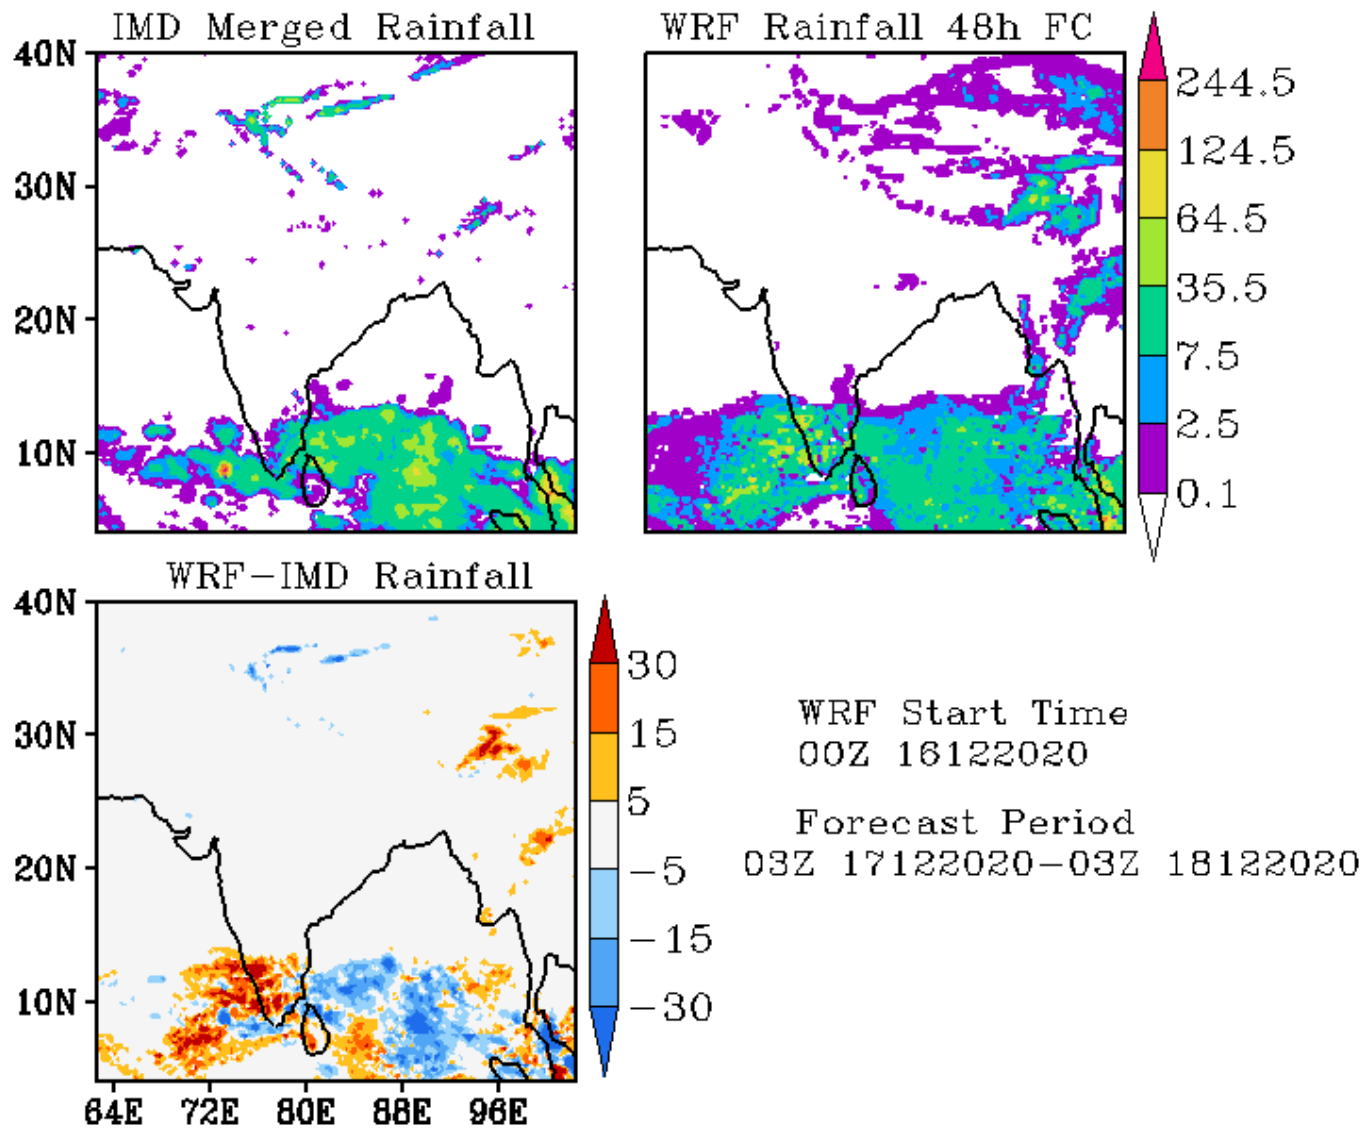 IMD Merged Rainfall
WRF Rainfall 48h FC
40N
30N
20N
10N
244.5
124.5
64.5
35.5
7.5
2.5
0.1
WRF-IMD Rainfall
40N
30N
20N
10N
64E 72E 80E 88E 96E
30
15
5
-5
-15
-30
WRF Start Time
00Z 16122020
Forecast Period
03Z 17122020-03Z 18122020